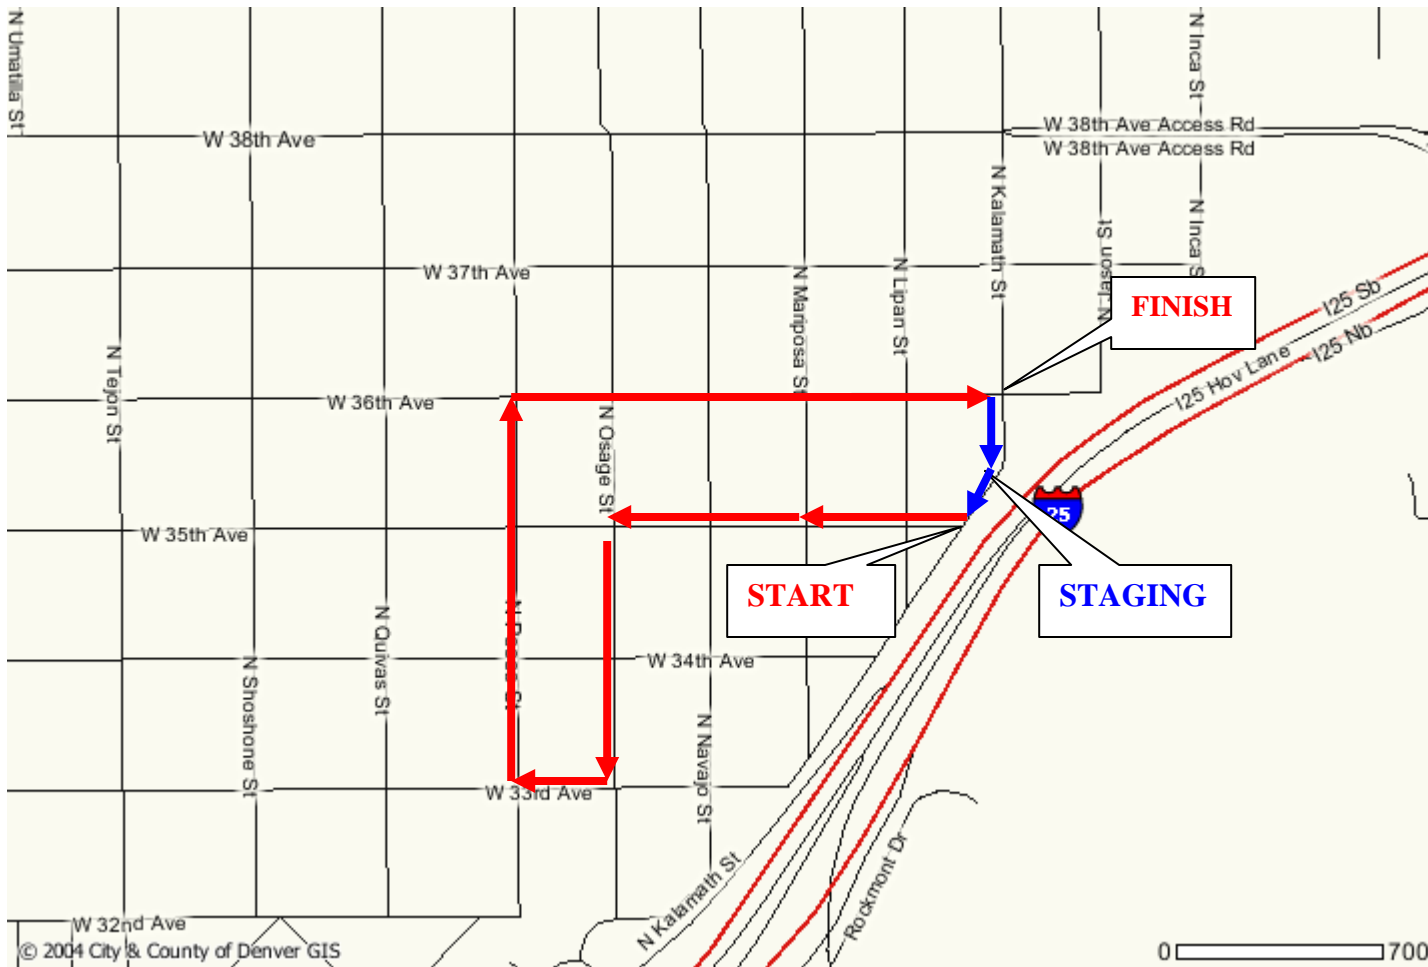 N Umatilla St
N Inca St
W 38th Ave
W 38th Ave Access Rd
W 38th Ave Access Rd
N Kalamath St
N Inca S
N Jason St
W 37th Ave
N Mariposa St
N Lipan St
FINISH
I25 Sb
I25 Nb
I25 Hov Lane
N Tejon St
W 36th Ave
N Osage St
25
W 35th Ave
START
STAGING
N Quivas St
N Shoshone St
W 34th Ave
N Navajo St
W 33rd Ave
N Kalamath St
Rockmont Dr
W 32nd Ave
© 2004 City & County of Denver GIS
0 700